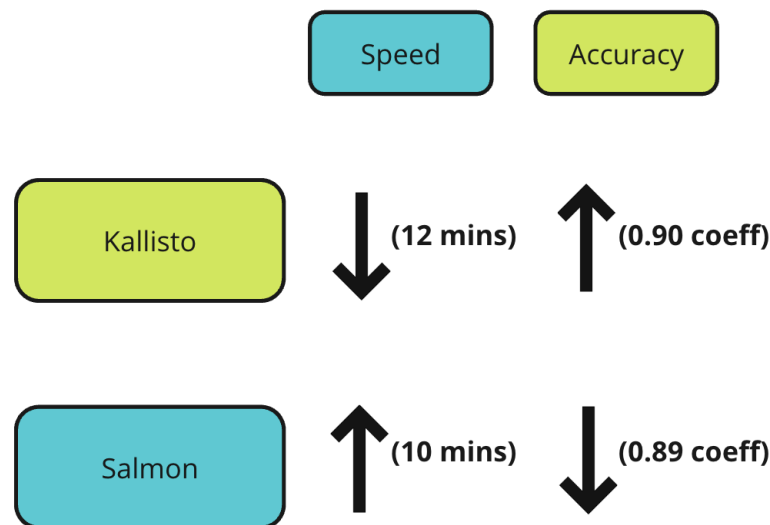 Speed
Accuracy
Kallisto
(12 mins)
(0.90 coeff)
Salmon
(10 mins)
(0.89 coeff)